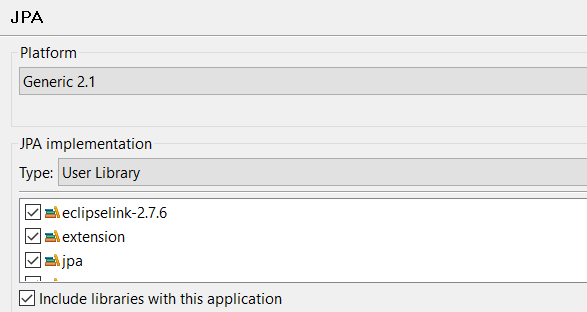 JPA
Platform
Generic 2.1
JPA implementation
Type: User Library
eclipselink-2.7.6
extension
jpa
Include libraries with this application